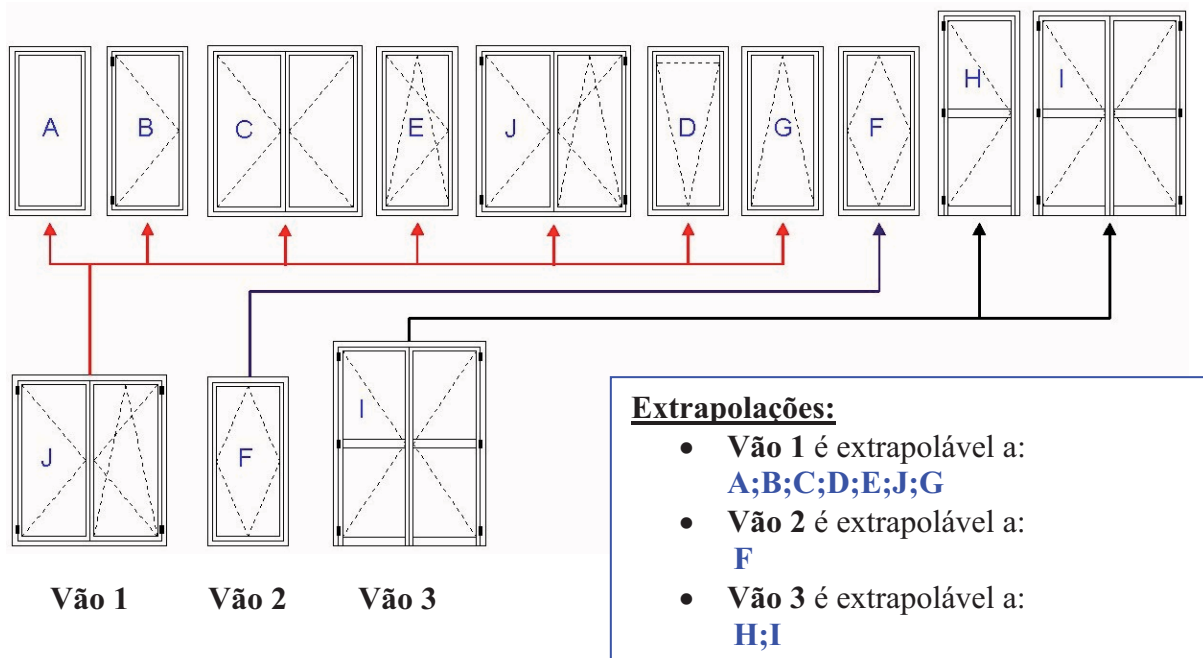 A B C E J D G F H I
J F I
Vão 1 Vão 2 Vão 3
Extrapolações:
• Vão 1 é extrapolável a:
A;B;C;D;E;J;G
• Vão 2 é extrapolável a:
F
• Vão 3 é extrapolável a:
H;I